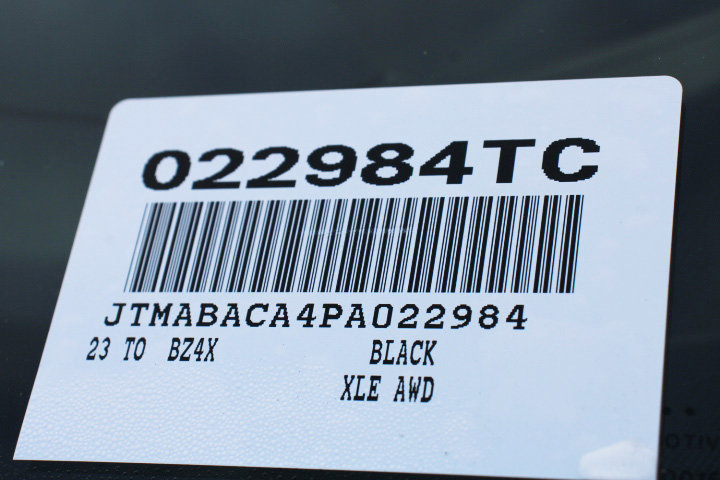 022984TC
JTMABACA4PA022984
23 TO BZ4X BLACK
XLE AWD